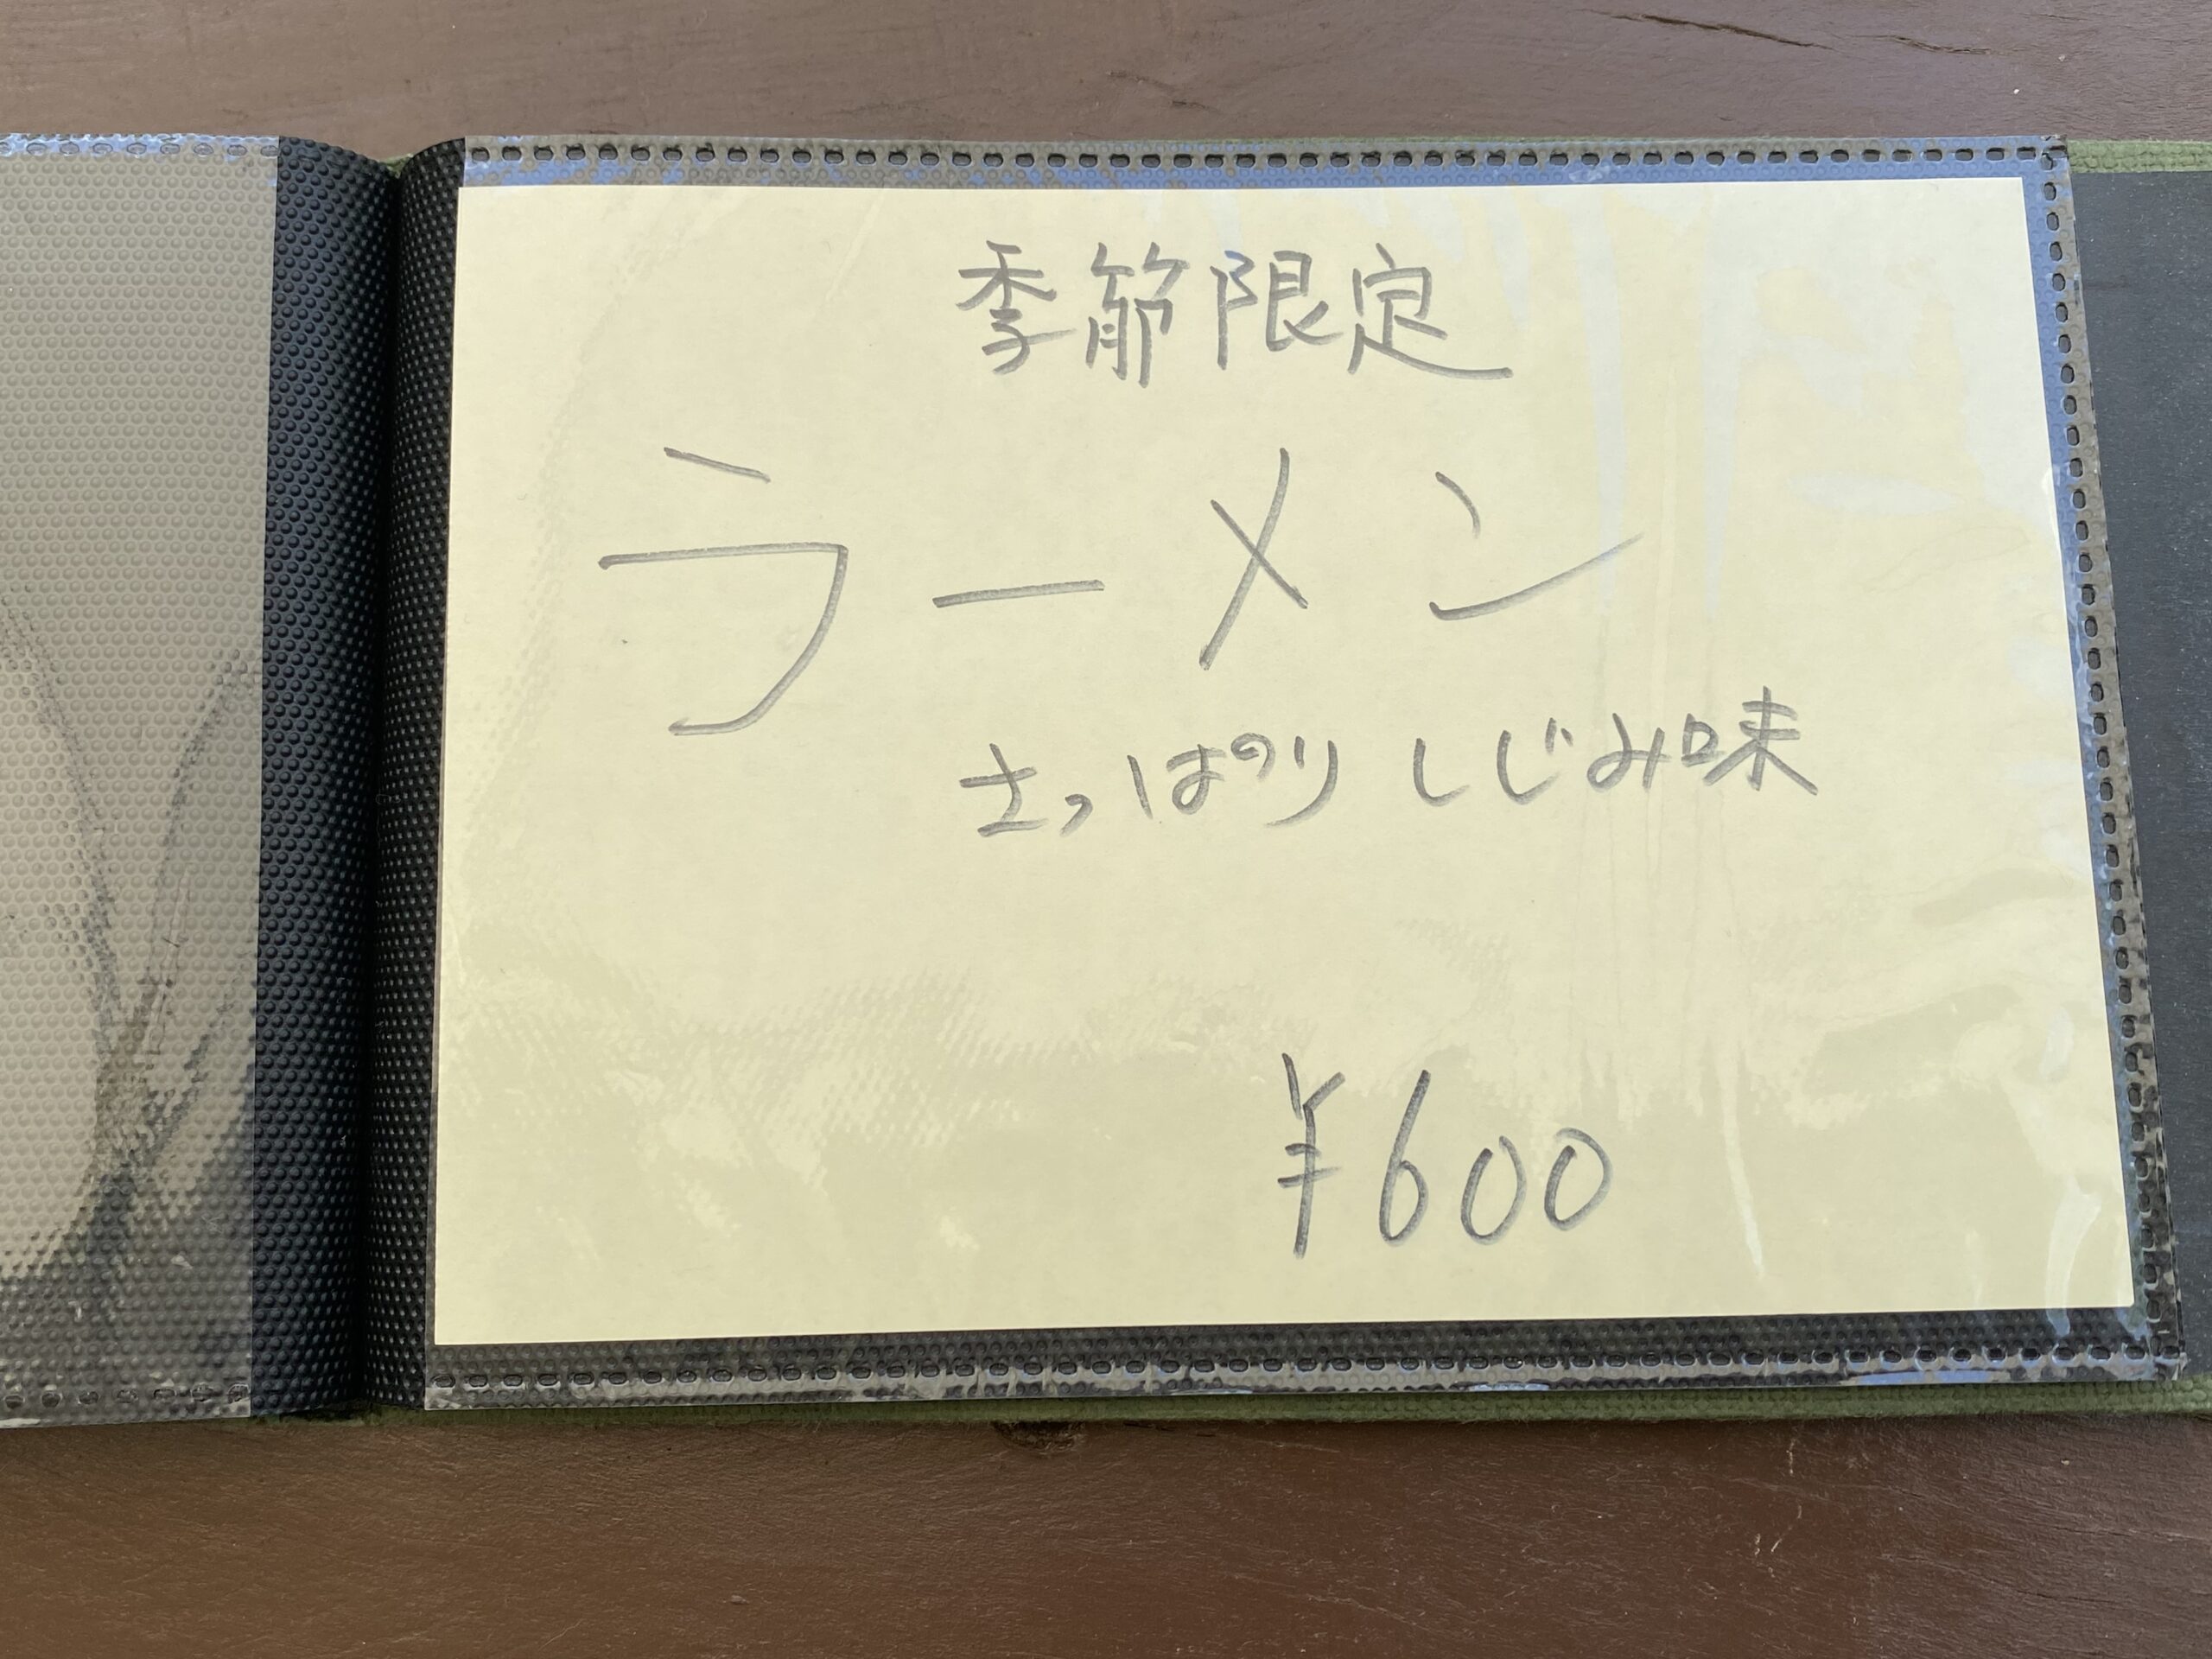 季節限定
ラーメン
さっぱり しじみ味
¥600